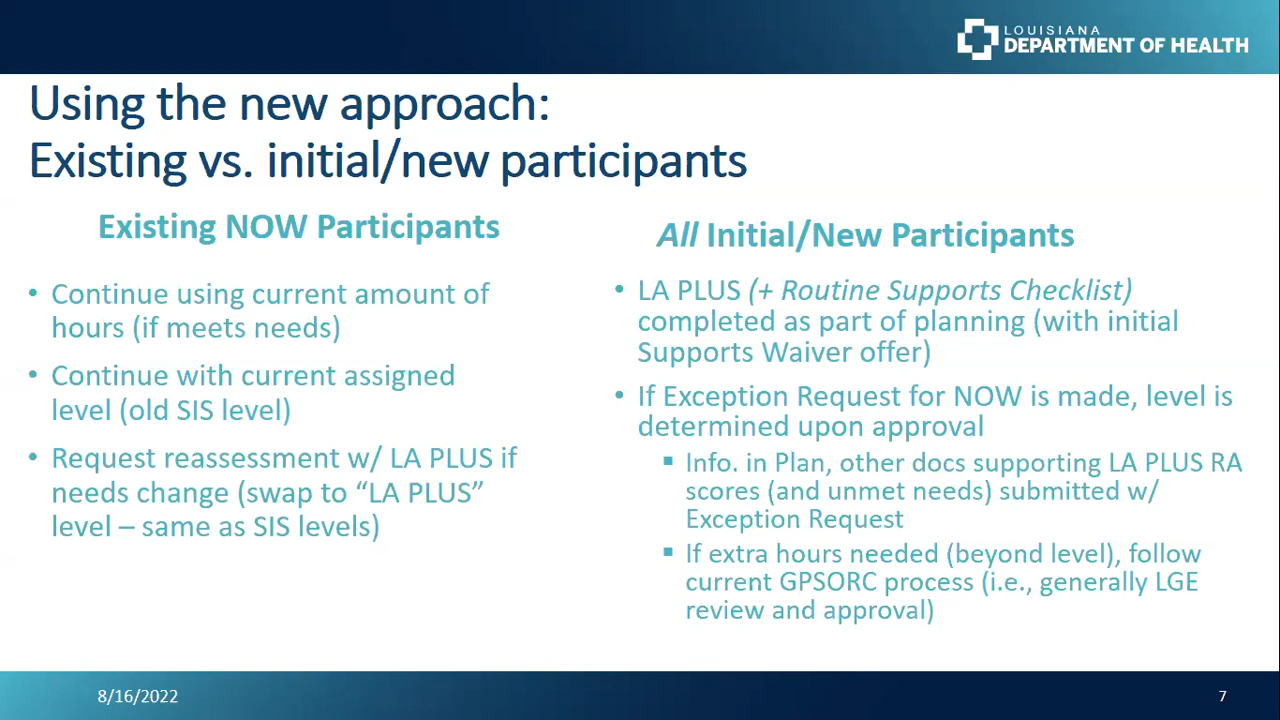 LOUISIANA
DEPARTMENT OF HEALTH
Using the new approach:
Existing vs. initial/new participants
Existing NOW Participants
• Continue using current amount of
hours (if meets needs)
• Continue with current assigned
level (old SIS level)
• Request reassessment w/ LA PLUS if
needs change (swap to “LA PLUS”
level – same as SIS levels)
All Initial/New Participants
• LA PLUS (+ Routine Supports Checklist)
completed as part of planning (with initial
Supports Waiver offer)
• If Exception Request for NOW is made, level is
determined upon approval
▪ Info. in Plan, other docs supporting LA PLUS RA
scores (and unmet needs) submitted w/
Exception Request
▪ If extra hours needed (beyond level), follow
current GPSORC process (i.e., generally LGE
review and approval)
8/16/2022
7